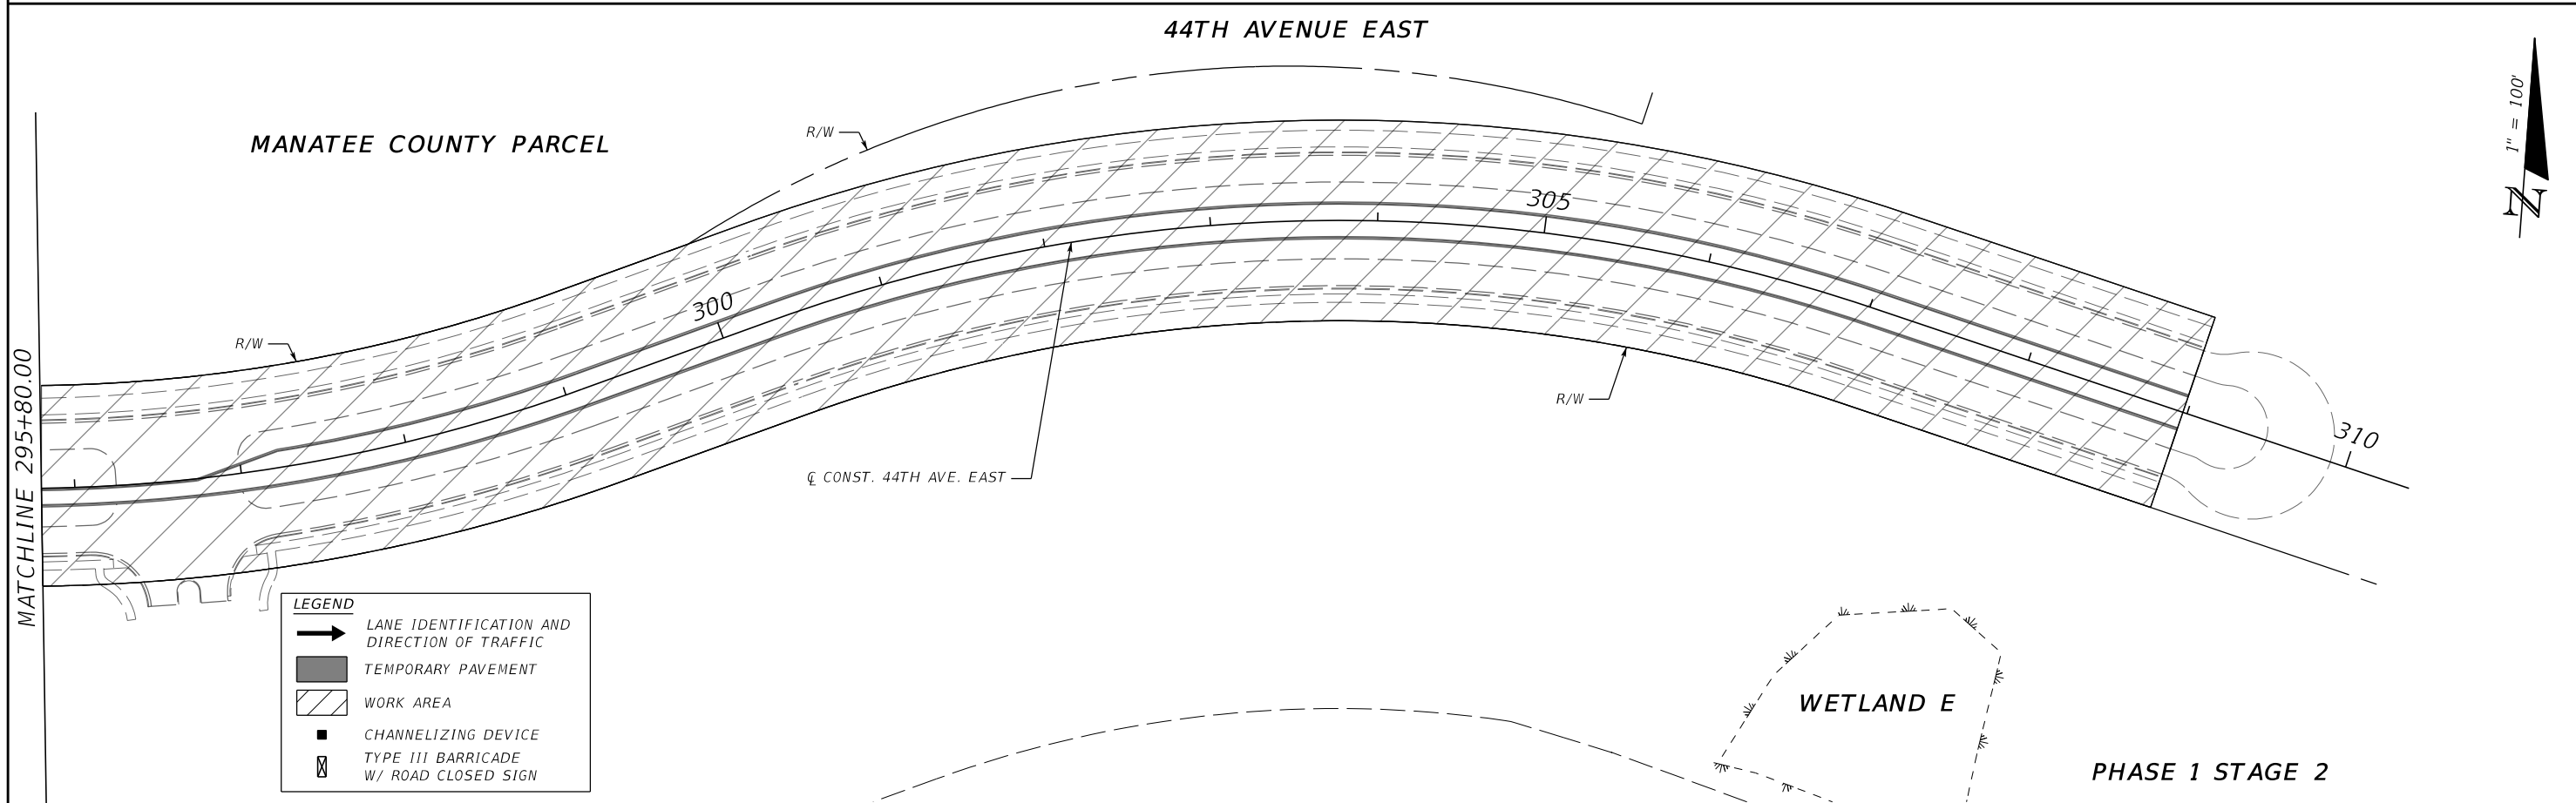 44TH AVENUE EAST
1" = 100'
N
MANATEE COUNTY PARCEL
R/W
305
300
R/W
MATCHLINE 295+80.00
R/W
310
℄ CONST. 44TH AVE. EAST
LEGEND
LANE IDENTIFICATION AND
DIRECTION OF TRAFFIC
TEMPORARY PAVEMENT
WORK AREA
CHANNELIZING DEVICE
TYPE III BARRICADE
W/ ROAD CLOSED SIGN
WETLAND E
PHASE 1 STAGE 2